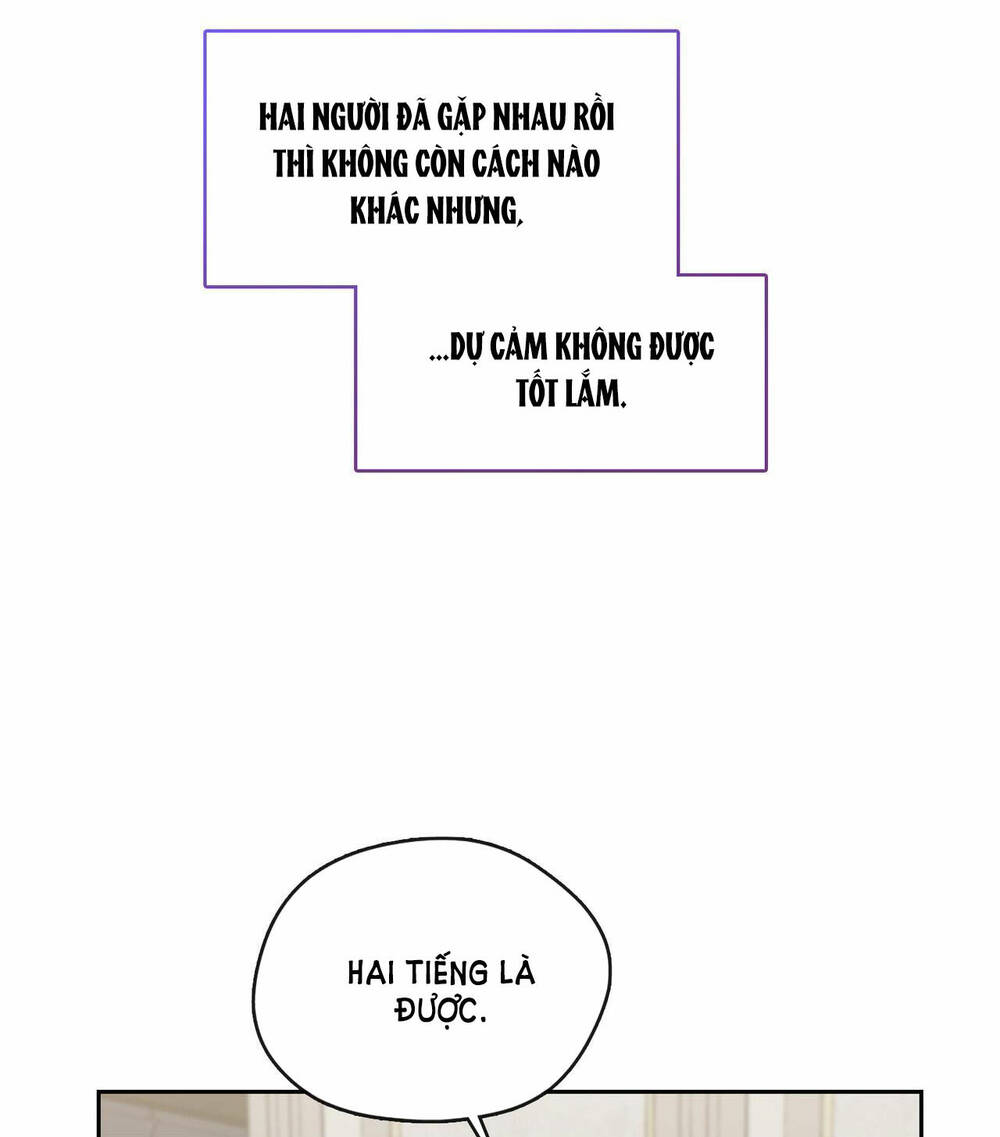 HAI NGƯỜI ĐÃ GẶP NHAU RỒI
THÌ KHÔNG CÒN CÁCH NÀO
KHÁC NHƯNG,
...DỰ CẢM KHÔNG ĐƯỢC
TỐT LẮM.
HAI TIẾNG LÀ
ĐƯỢC.